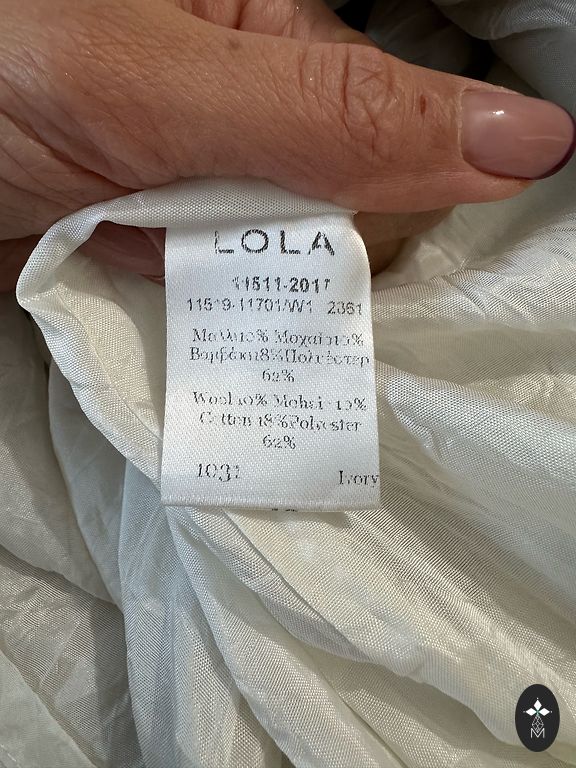 LOLA
11511-2017
11519-11701/W1 2361
Μαλλι 10% Μοχαίρ 10%
Βαμβάκι 18% Πολυέστερ
62%
Wool 10% Mohair 10%
Cotton 18% Polyester
62%
Ivory
M